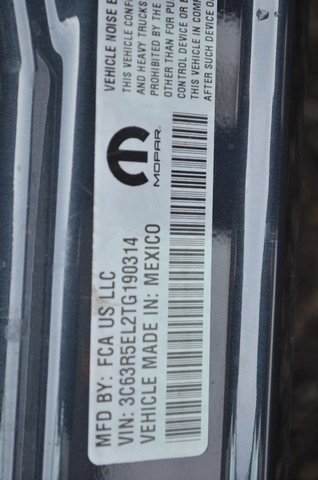 VEHICLE NOISE E
THIS VEHICLE CONF
AND HEAVY TRUCKS
PROHIBITED BY THE
OTHER THAN FOR PU
CONTROL DEVICE OR E
THIS VEHICLE IN COMP
AFTER SUCH DEVICE O
MOPAR.
MFD BY: FCA US LLC
VIN: 3C63R5EL2TG190314
VEHICLE MADE IN: MEXICO